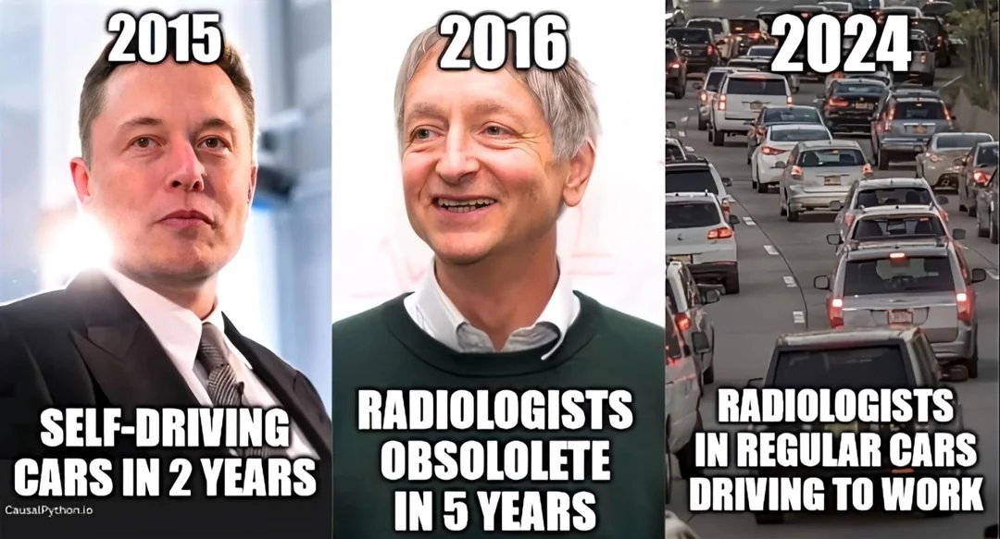 2015
SELF-DRIVING
CARS IN 2 YEARS
CausalPython.io
2016
RADIOLOGISTS
OBSOLOLETE
IN 5 YEARS
2024
RADIOLOGISTS
IN REGULAR CARS
DRIVING TO WORK